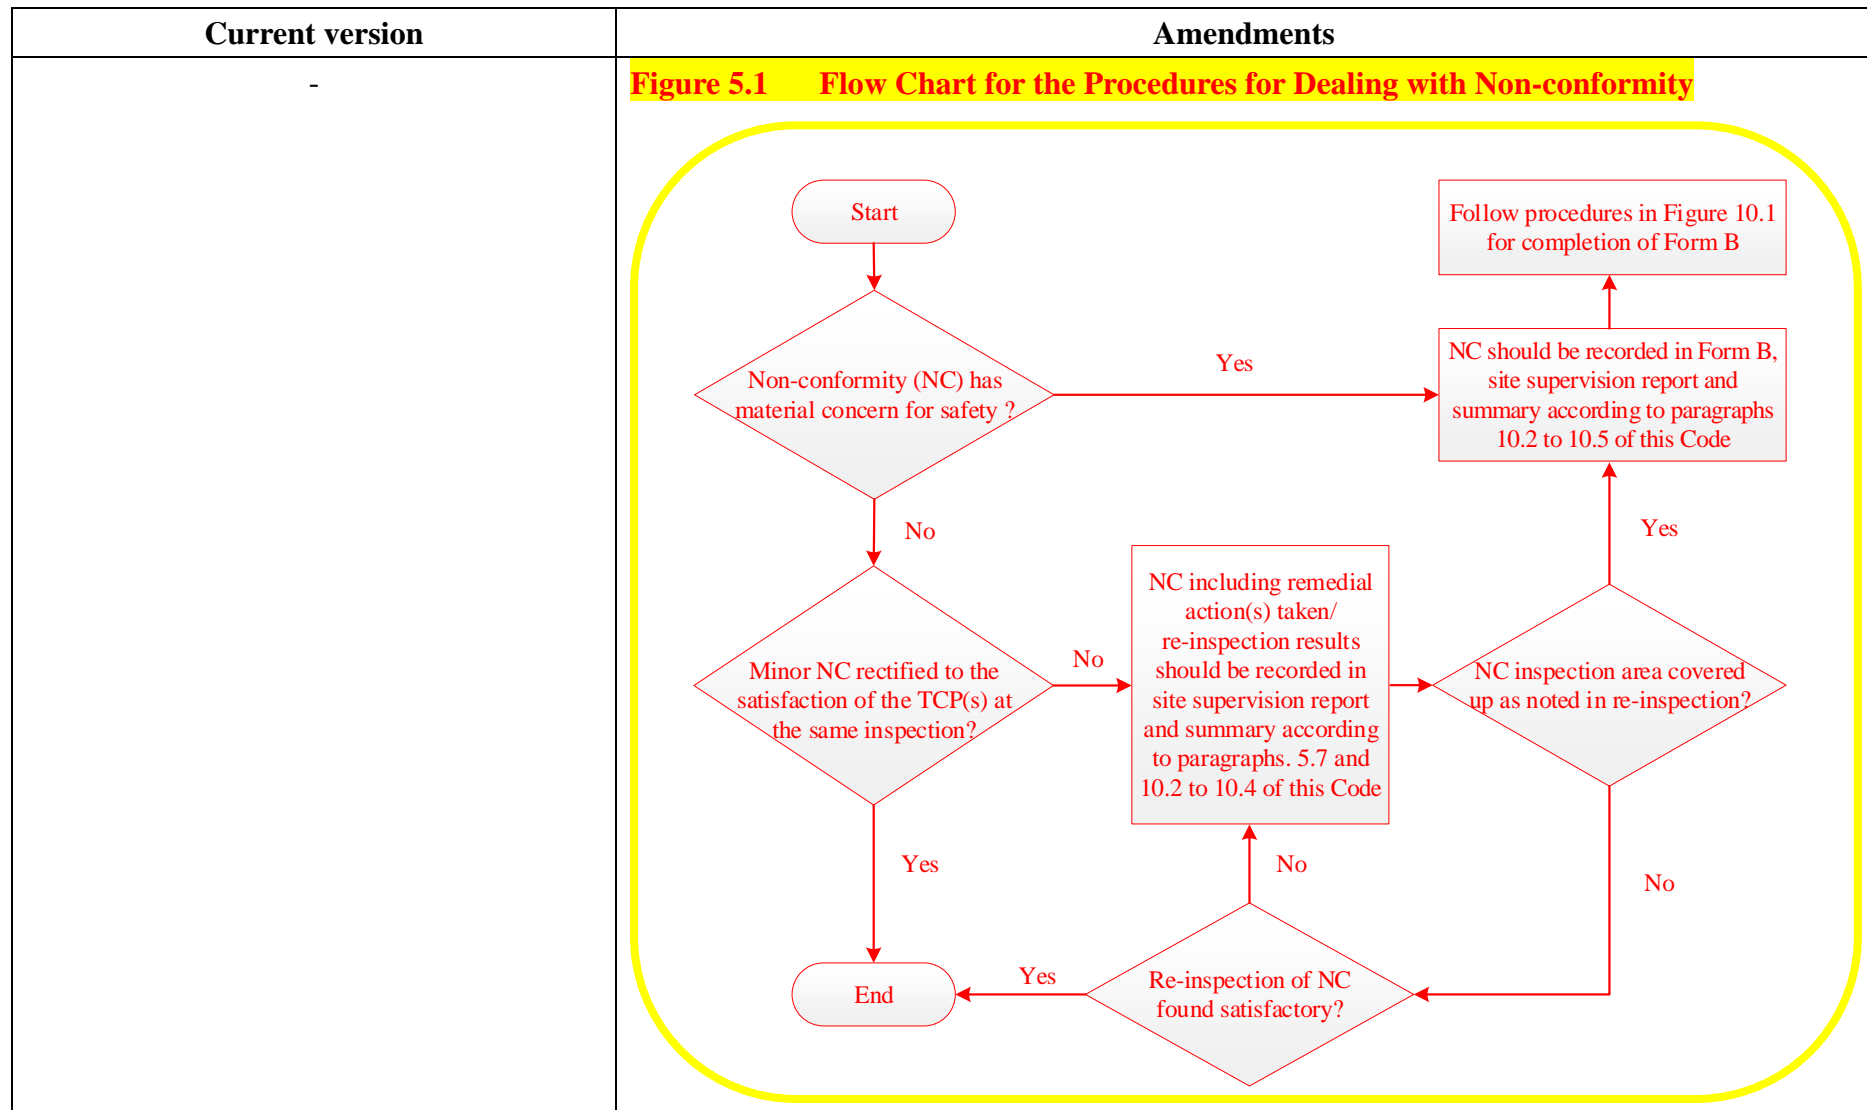 Current version
Amendments
-
Figure 5.1 Flow Chart for the Procedures for Dealing with Non-conformity
Start
Follow procedures in Figure 10.1
for completion of Form B
Non-conformity (NC) has
material concern for safety ?
Yes
NC should be recorded in Form B,
site supervision report and
summary according to paragraphs
10.2 to 10.5 of this Code
No
Yes
Minor NC rectified to the
satisfaction of the TCP(s) at
the same inspection?
No
NC including remedial
action(s) taken/
re-inspection results
should be recorded in
site supervision report
and summary according
to paragraphs. 5.7 and
10.2 to 10.4 of this Code
NC inspection area covered
up as noted in re-inspection?
Yes
No
No
End
Yes
Re-inspection of NC
found satisfactory?